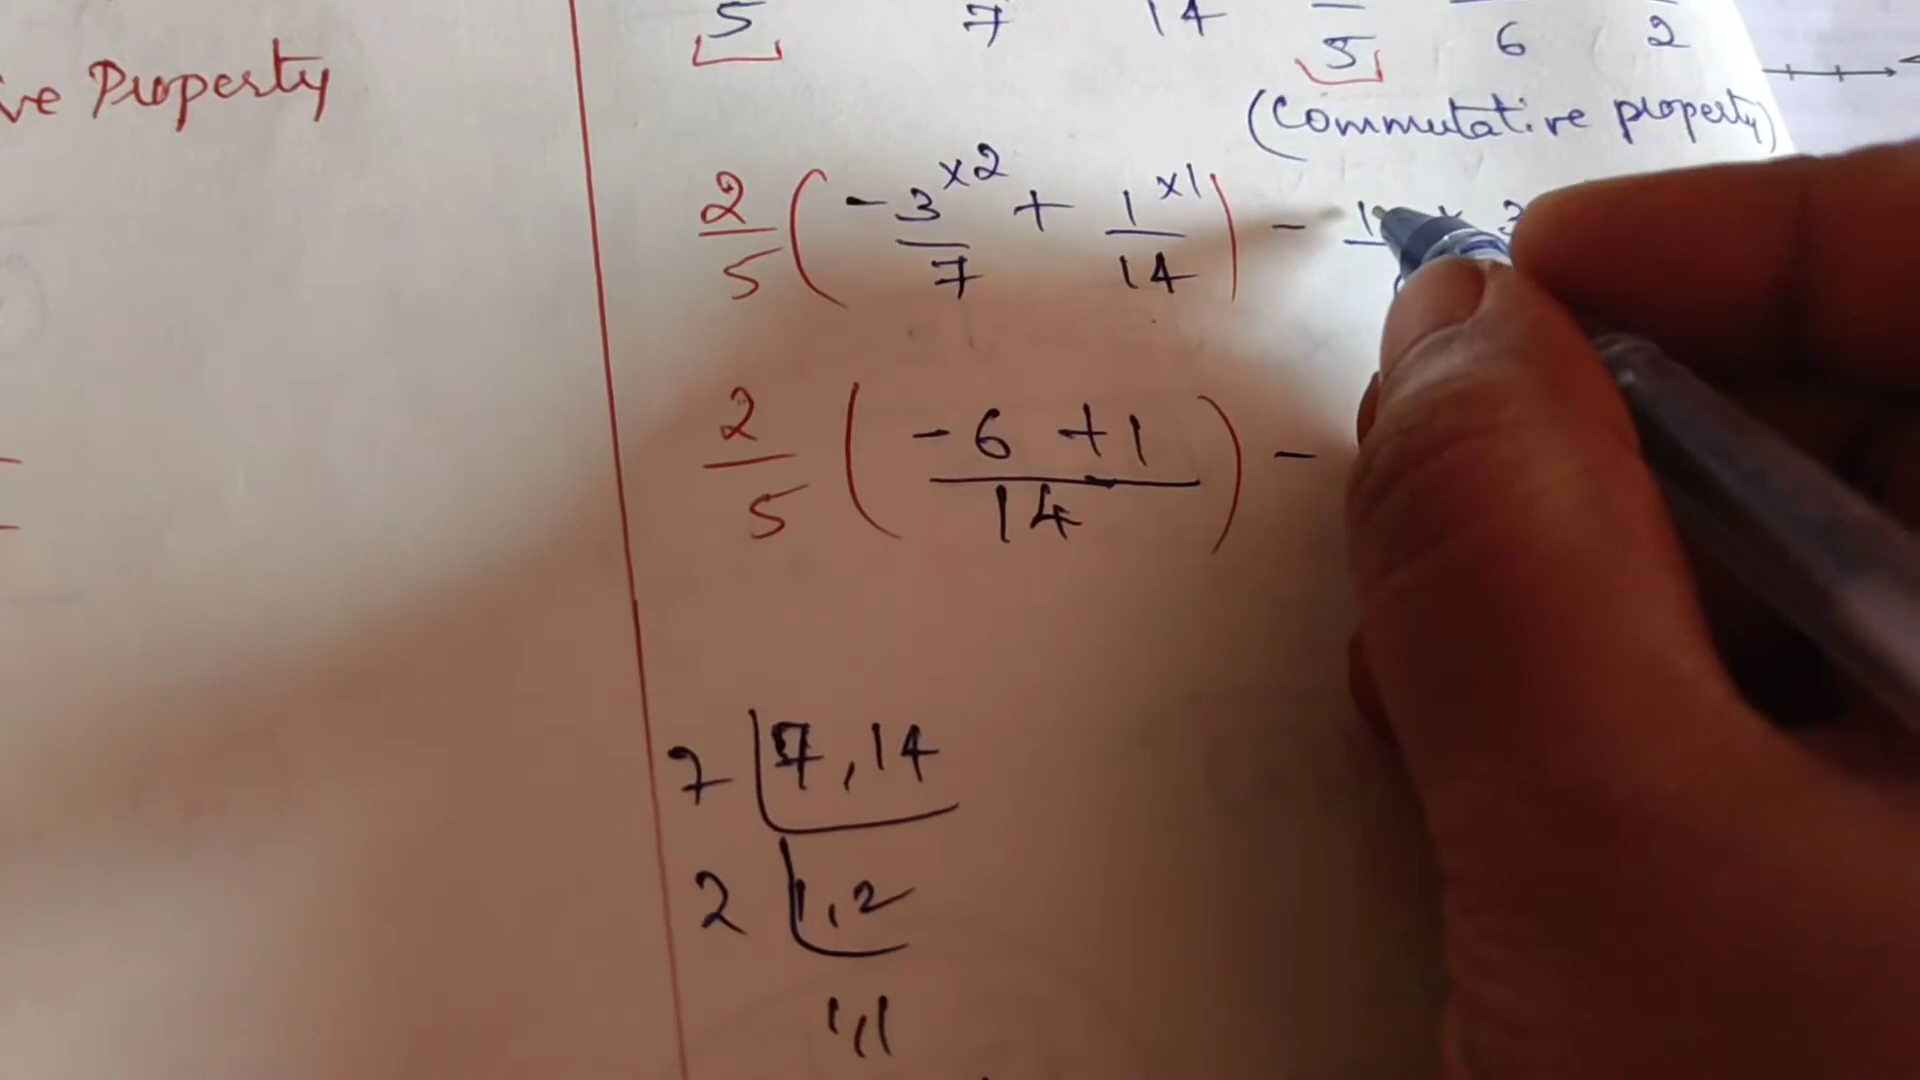 5 7 14 5 6 2
ve Property
(Commutative property)
2/5 ( -3^×2/7 + 1^×1/14 ) - 1
2/5 ( -6 +1/14 ) -
7 | 7, 14
2 | 1, 2
1, 1